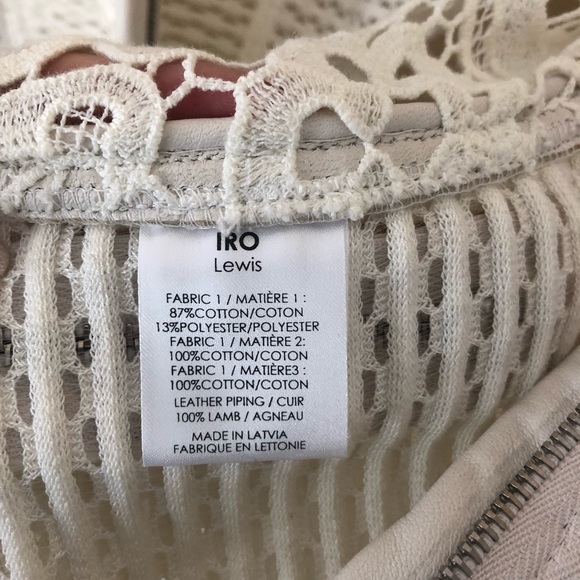 IRO
Lewis
FABRIC 1 / MATIÈRE 1 :
87%COTTON/COTON
13%POLYESTER/POLYESTER
FABRIC 1 / MATIÈRE 2:
100%COTTON/COTON
FABRIC 1 / MATIÈRE3 :
100%COTTON/COTON
LEATHER PIPING / CUIR
100% LAMB / AGNEAU
MADE IN LATVIA
FABRIQUE EN LETTONIE